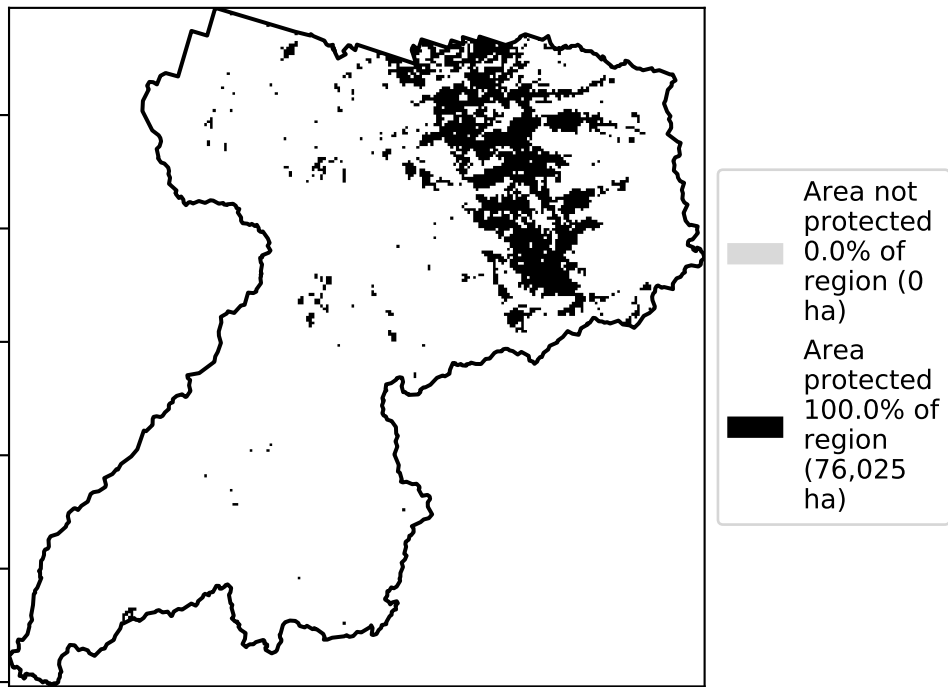 Area not
protected
0.0% of
region (0
ha)
Area
protected
100.0% of
region
(76,025
ha)